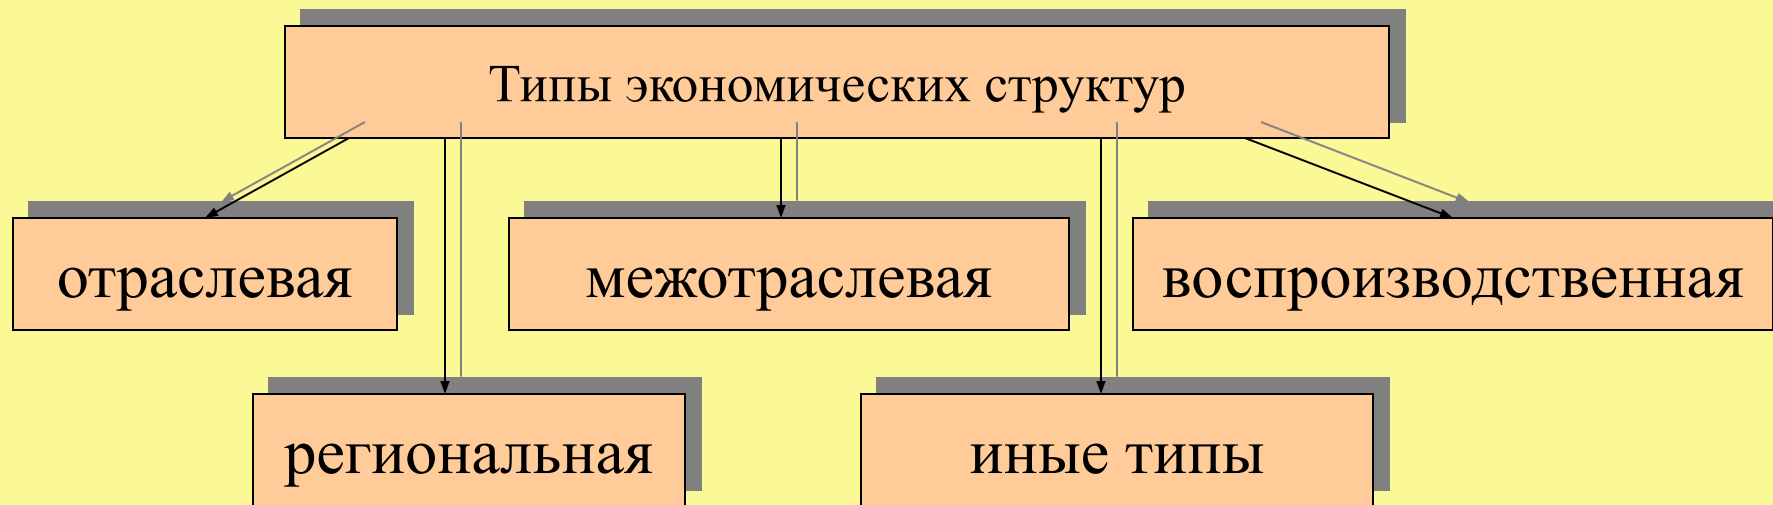 Типы экономических структур
отраслевая
межотраслевая
воспроизводственная
региональная
иные типы